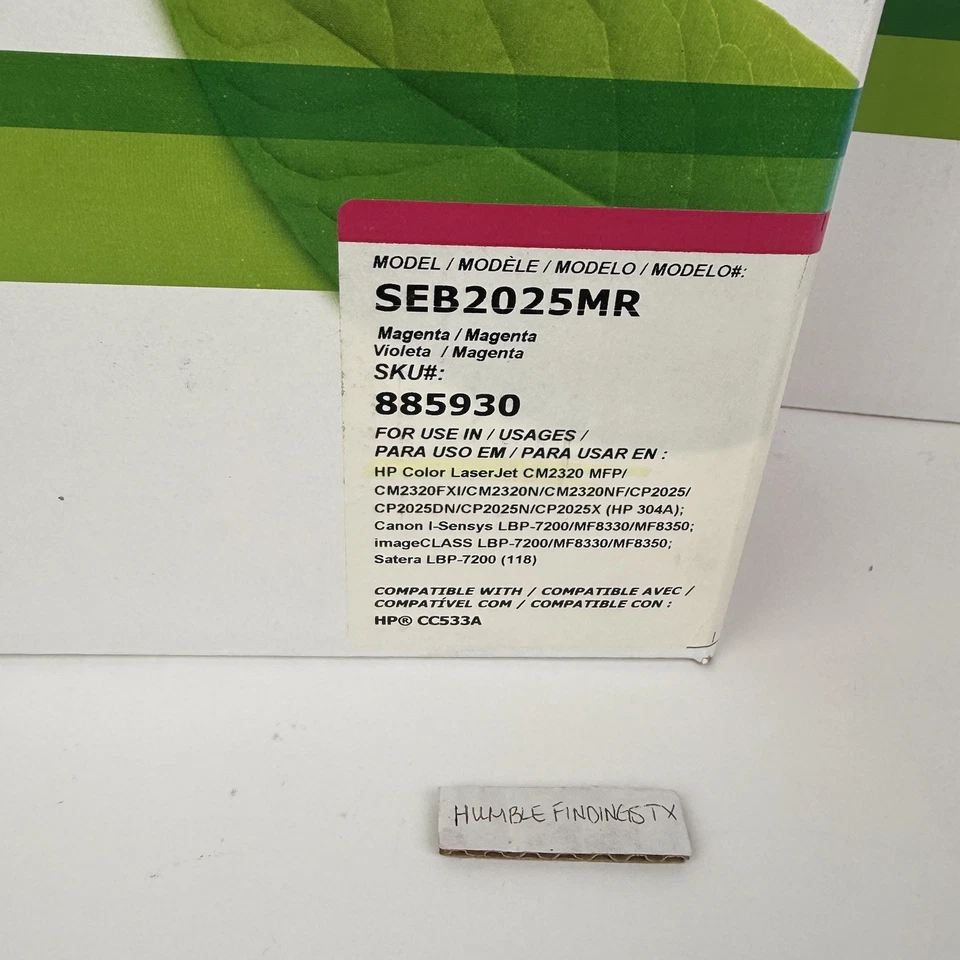 MODEL / MODÈLE / MODELO / MODELO#:
SEB2025MR
Magenta / Magenta
Violeta / Magenta
SKU#:
885930
FOR USE IN / USAGES /
PARA USO EM / PARA USAR EN :
HP Color LaserJet CM2320 MFP/
CM2320FXI/CM2320N/CM2320NF/CP2025/
CP2025DN/CP2025N/CP2025X (HP 304A);
Canon I-Sensys LBP-7200/MF8330/MF8350;
imageCLASS LBP-7200/MF8330/MF8350;
Satera LBP-7200 (118)
COMPATIBLE WITH / COMPATIBLE AVEC /
COMPATÍVEL COM / COMPATIBLE CON :
HP® CC533A
HUMBLE FINDINGS TX